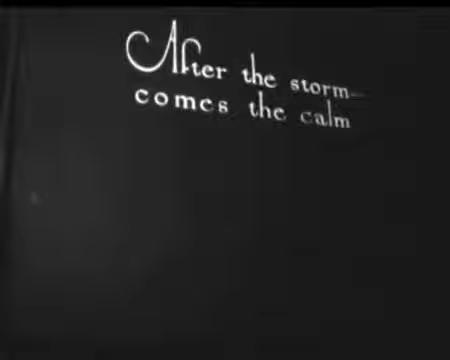 After the storm—
comes the calm